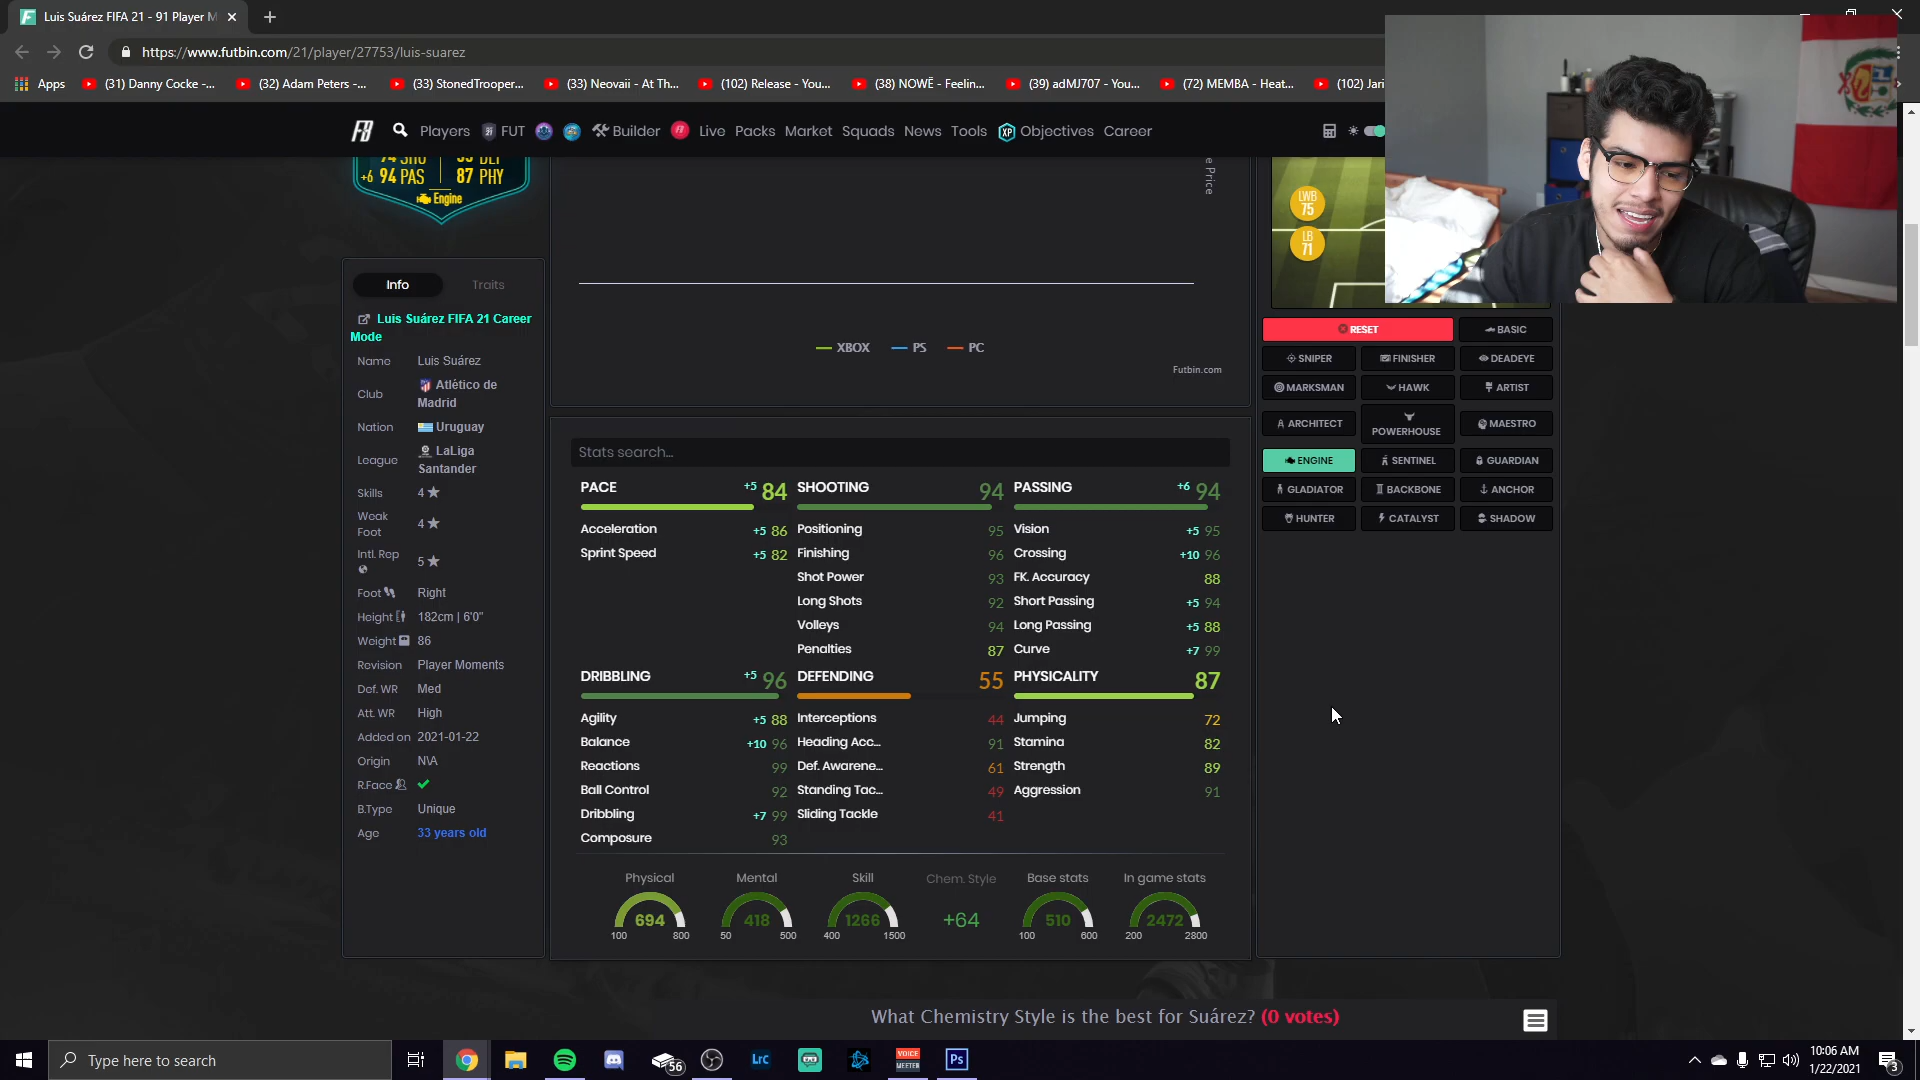 Luis Suárez FIFA 21 - 91 Player M
https://www.futbin.com/21/player/27753/luis-suarez
Apps (31) Danny Cocke -... (32) Adam Peters -... (33) StonedTrooper... (33) Neovaii - At Th... (102) Release - You... (38) NOWĒ - Feelin... (39) adMJ707 - You... (72) MEMBA - Heat... (102) Jari
Players FUT Builder Live Packs Market Squads News Tools Objectives Career
+6 94 PAS 87 PHY
Engine
e Price
LWB
75
LB
71
XBOX PS PC
Futbin.com
Info Traits
Luis Suárez FIFA 21 Career
Mode
Name Luis Suárez
Club Atlético de
Madrid
Nation Uruguay
League LaLiga
Santander
Skills 4
Weak
Foot 4
Intl. Rep 5
Foot Right
Height 182cm | 6'0"
Weight 86
Revision Player Moments
Def. WR Med
Att. WR High
Added on 2021-01-22
Origin N\A
R.Face
B.Type Unique
Age 33 years old
Stats search...
PACE +5 84
Acceleration +5 86
Sprint Speed +5 82
SHOOTING 94
Positioning 95
Finishing 96
Shot Power 93
Long Shots 92
Volleys 94
Penalties 87
PASSING +6 94
Vision +5 95
Crossing +10 96
FK. Accuracy 88
Short Passing +5 94
Long Passing +5 88
Curve +7 99
DRIBBLING +5 96
Agility +5 88
Balance +10 96
Reactions 99
Ball Control 92
Dribbling +7 99
Composure 93
DEFENDING 55
Interceptions 44
Heading Acc... 91
Def. Awarene... 61
Standing Tac... 49
Sliding Tackle 41
PHYSICALITY 87
Jumping 72
Stamina 82
Strength 89
Aggression 91
Physical Mental Skill Chem. Style Base stats In game stats
694 418 1266 +64 510 2472
100 800 50 500 400 1500 100 600 200 2800
RESET BASIC
SNIPER FINISHER DEADEYE
MARKSMAN HAWK ARTIST
ARCHITECT POWERHOUSE MAESTRO
ENGINE SENTINEL GUARDIAN
GLADIATOR BACKBONE ANCHOR
HUNTER CATALYST SHADOW
What Chemistry Style is the best for Suárez? (0 votes)
Type here to search
56
Lrc
VOICE
MEETER
Ps
10:06 AM
1/22/2021
3